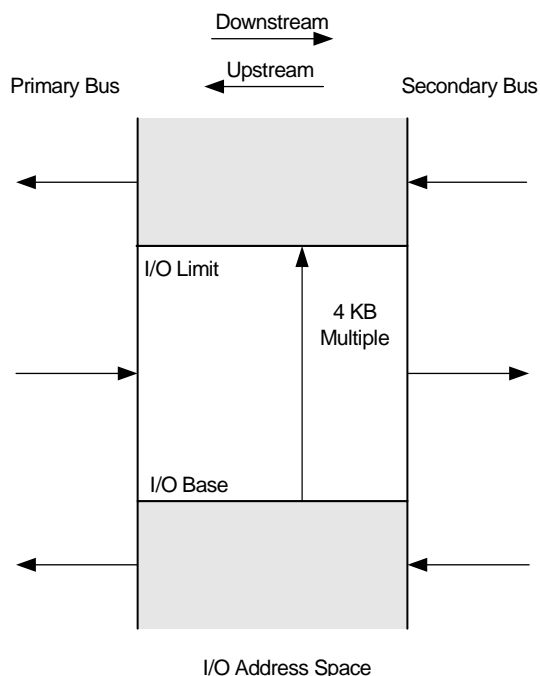 Downstream
Upstream
Primary Bus
Secondary Bus
I/O Limit
4 KB
Multiple
I/O Base
I/O Address Space